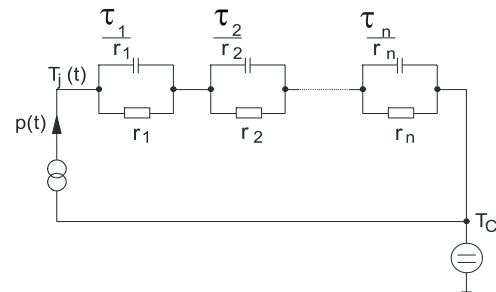 τ1/r1
τ2/r2
τn/rn
Tj(t)
p(t)
r1
r2
rn
TC